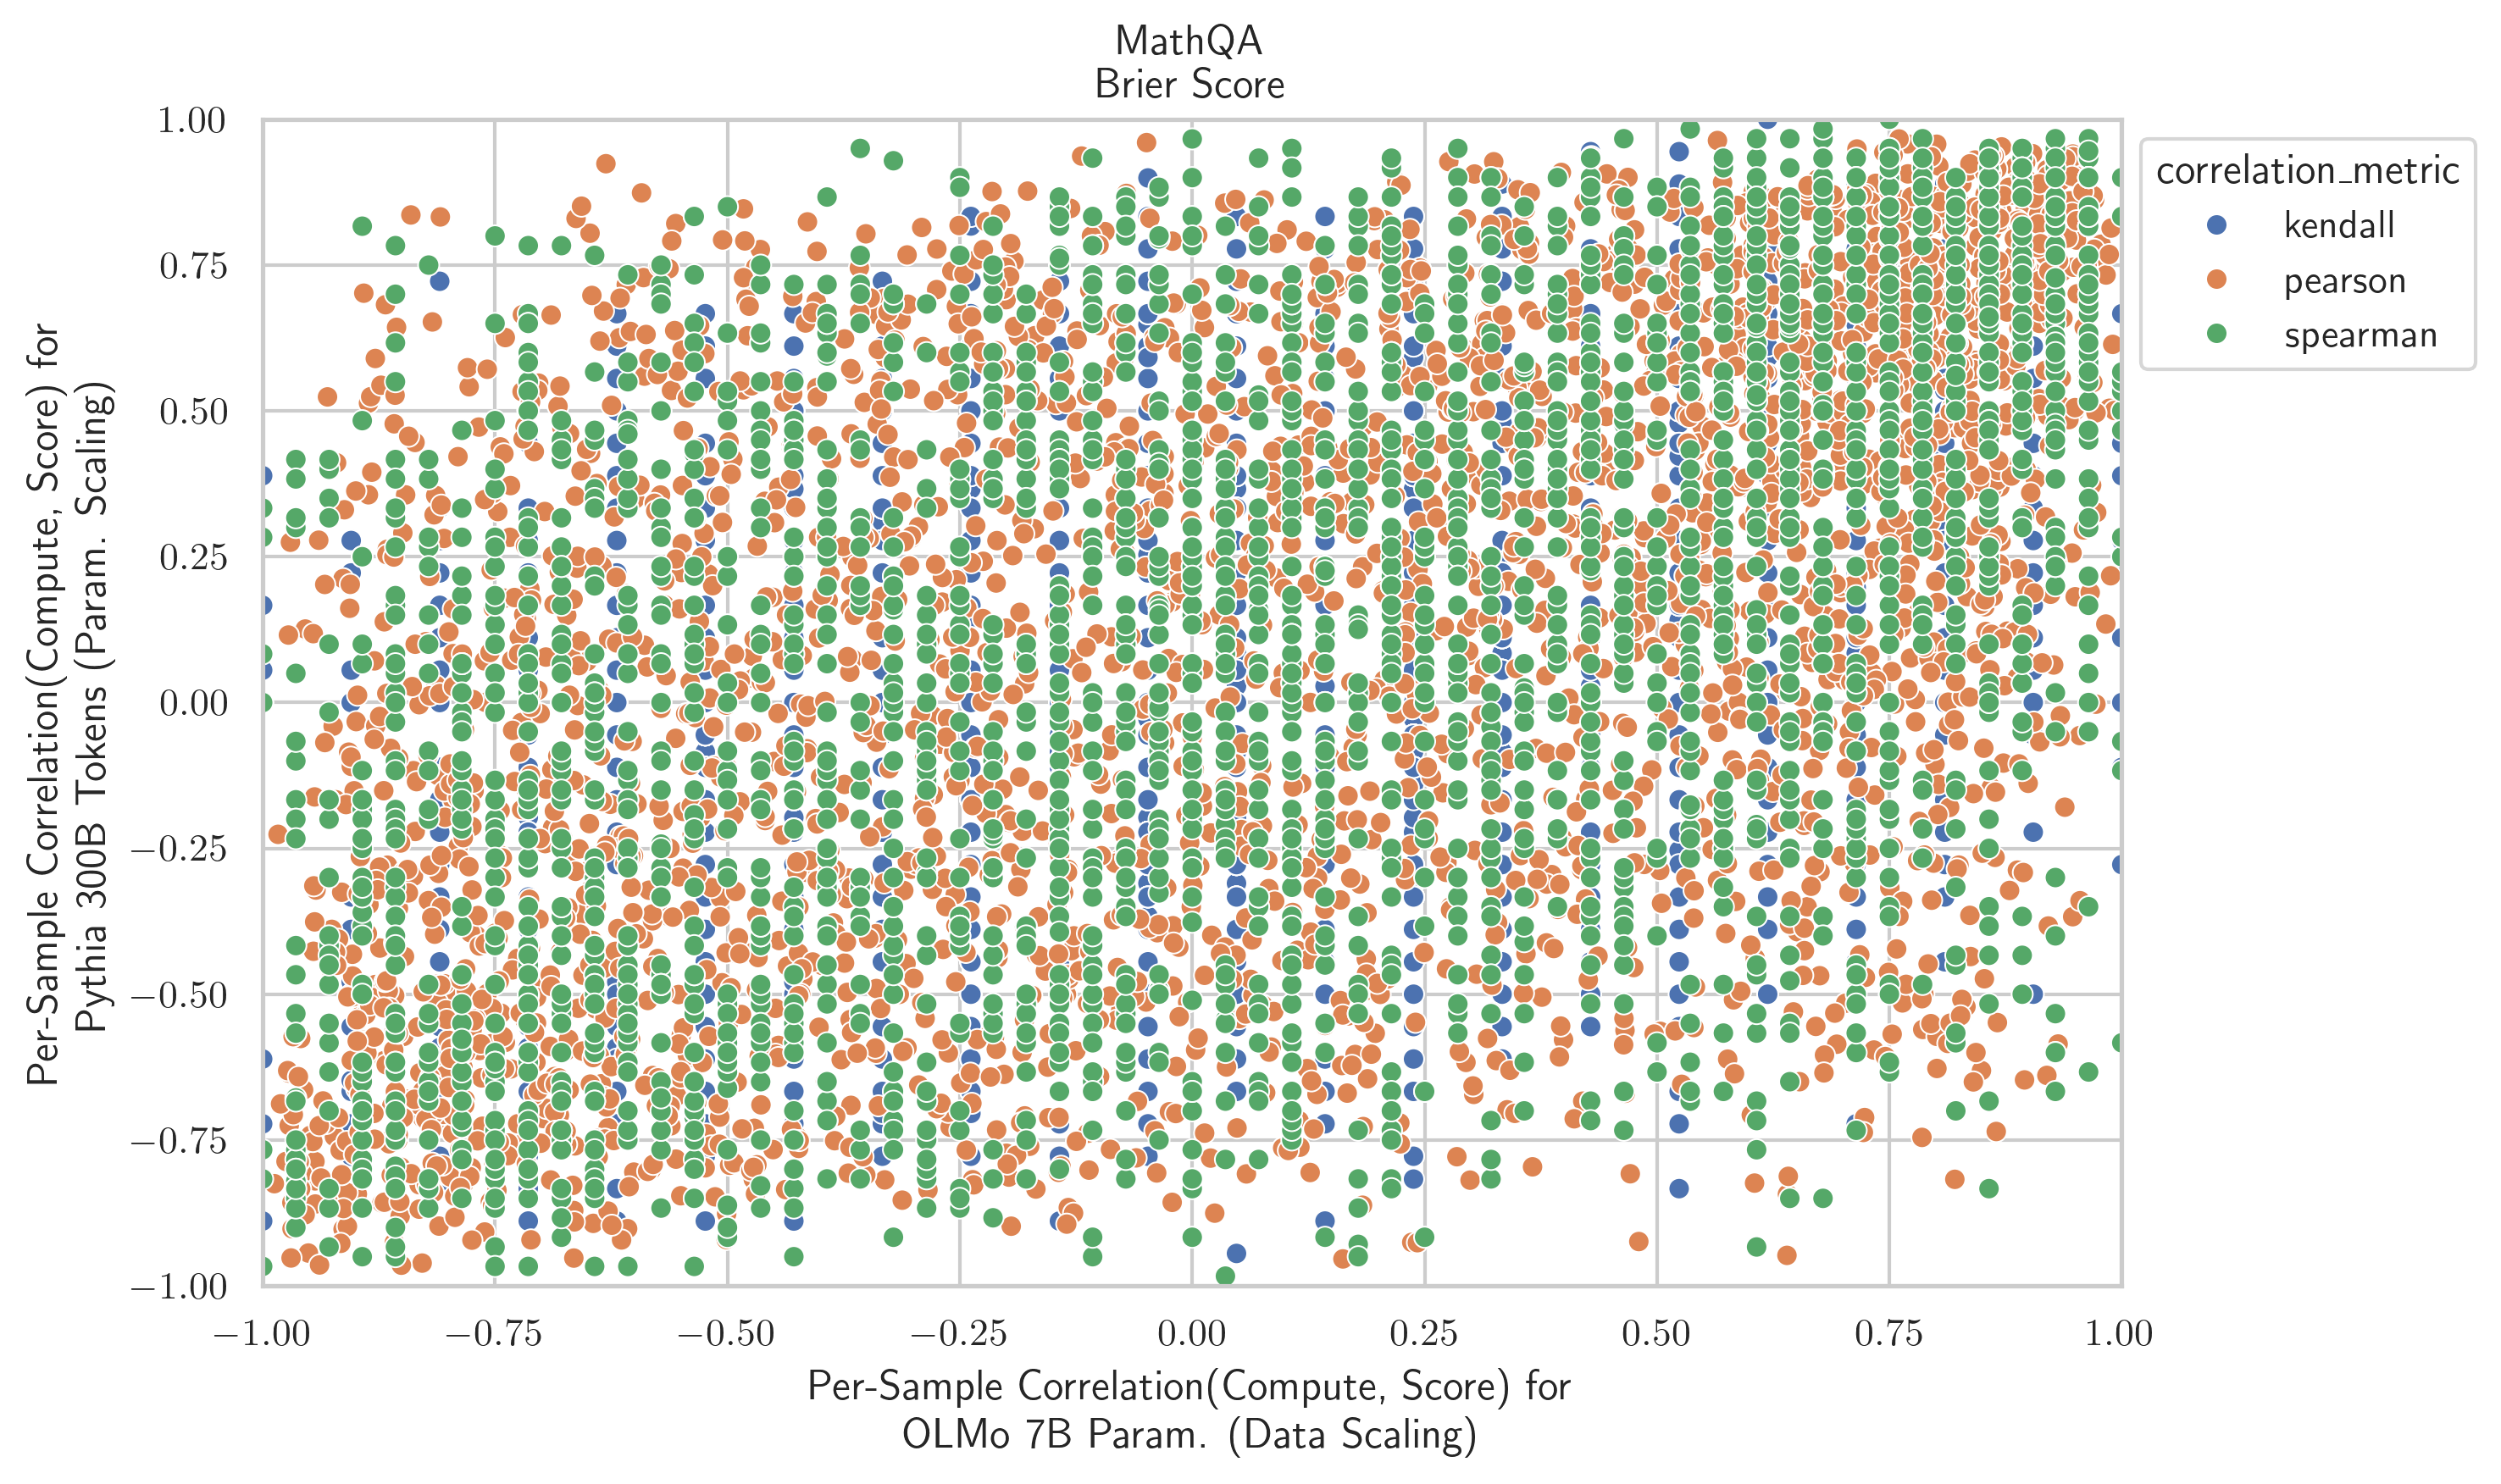 MathQA
Brier Score
Per-Sample Correlation(Compute, Score) for
Pythia 300B Tokens (Param. Scaling)
1.00
0.75
0.50
0.25
0.00
−0.25
−0.50
−0.75
−1.00
−1.00 −0.75 −0.50 −0.25 0.00 0.25 0.50 0.75 1.00
Per-Sample Correlation(Compute, Score) for
OLMo 7B Param. (Data Scaling)
correlation_metric
kendall
pearson
spearman